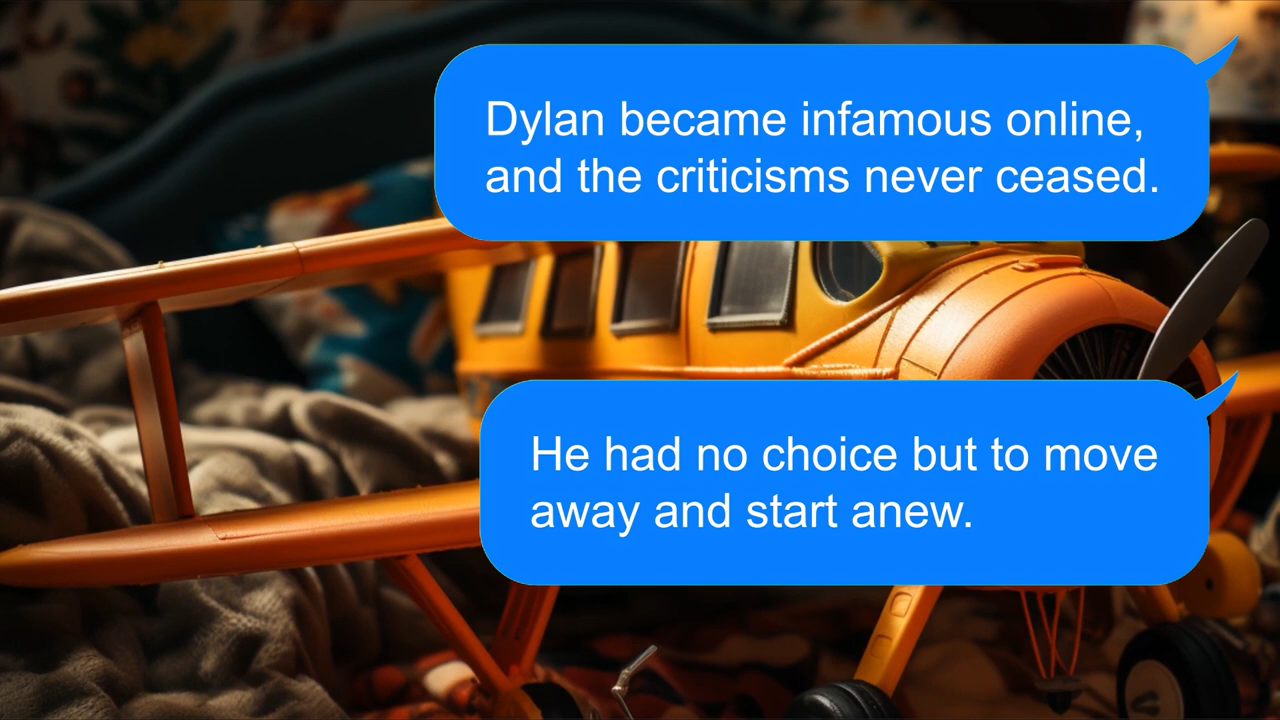 Dylan became infamous online,
and the criticisms never ceased.
He had no choice but to move
away and start anew.